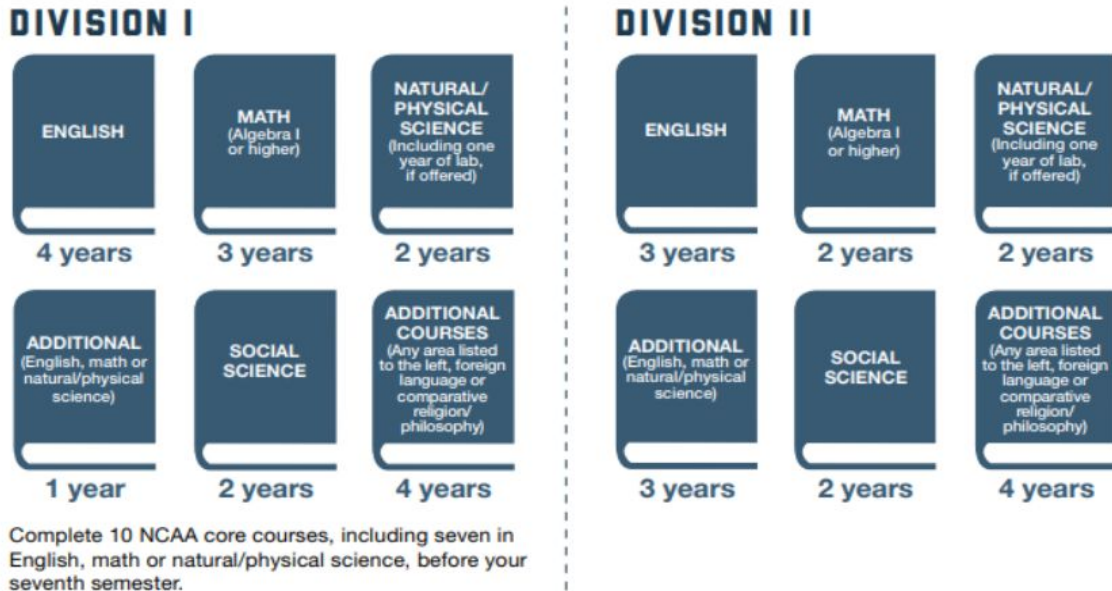 DIVISION I
ENGLISH
4 years
MATH
(Algebra I
or higher)
3 years
NATURAL/
PHYSICAL
SCIENCE
(Including one
year of lab,
if offered)
2 years
ADDITIONAL
(English, math or
natural/physical
science)
1 year
SOCIAL
SCIENCE
2 years
ADDITIONAL
COURSES
(Any area listed
to the left, foreign
language or
comparative
religion/
philosophy)
4 years
Complete 10 NCAA core courses, including seven in
English, math or natural/physical science, before your
seventh semester.
DIVISION II
ENGLISH
3 years
MATH
(Algebra I
or higher)
2 years
NATURAL/
PHYSICAL
SCIENCE
(Including one
year of lab,
if offered)
2 years
ADDITIONAL
(English, math or
natural/physical
science)
3 years
SOCIAL
SCIENCE
2 years
ADDITIONAL
COURSES
(Any area listed
to the left, foreign
language or
comparative
religion/
philosophy)
4 years